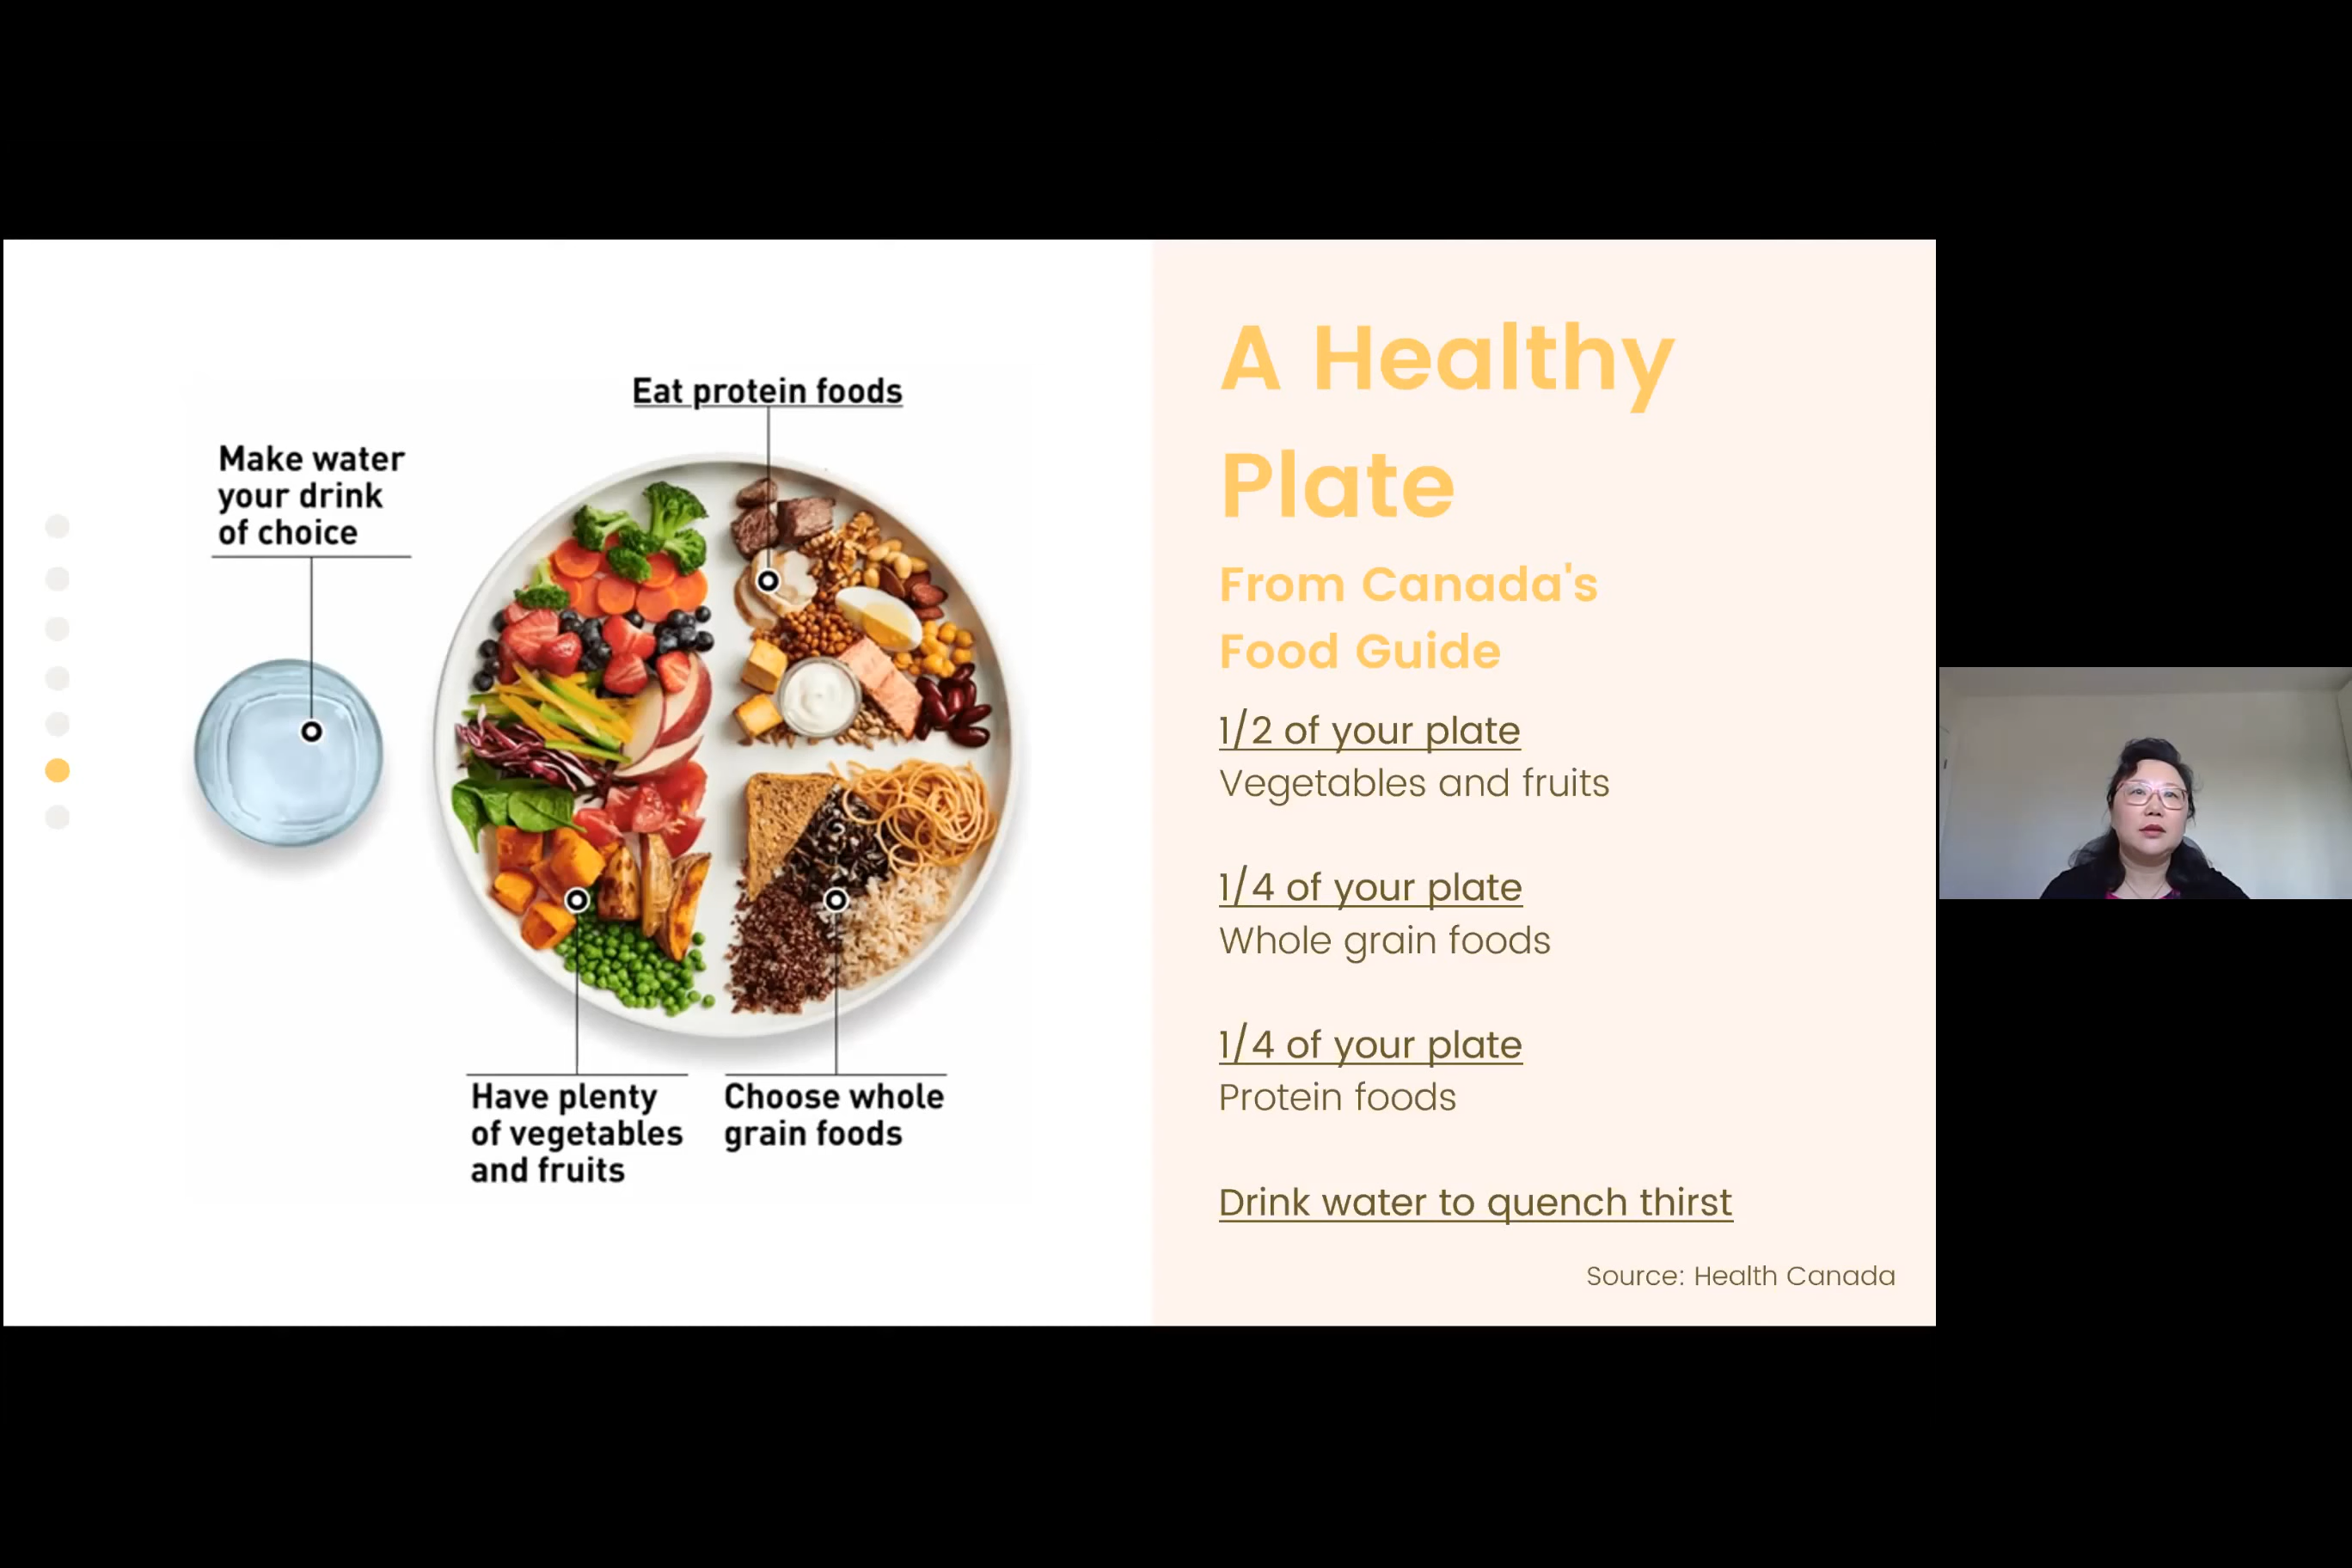 Eat protein foods
Make water
your drink
of choice
Have plenty
of vegetables
and fruits
Choose whole
grain foods
A Healthy
Plate
From Canada's
Food Guide
1/2 of your plate
Vegetables and fruits
1/4 of your plate
Whole grain foods
1/4 of your plate
Protein foods
Drink water to quench thirst
Source: Health Canada